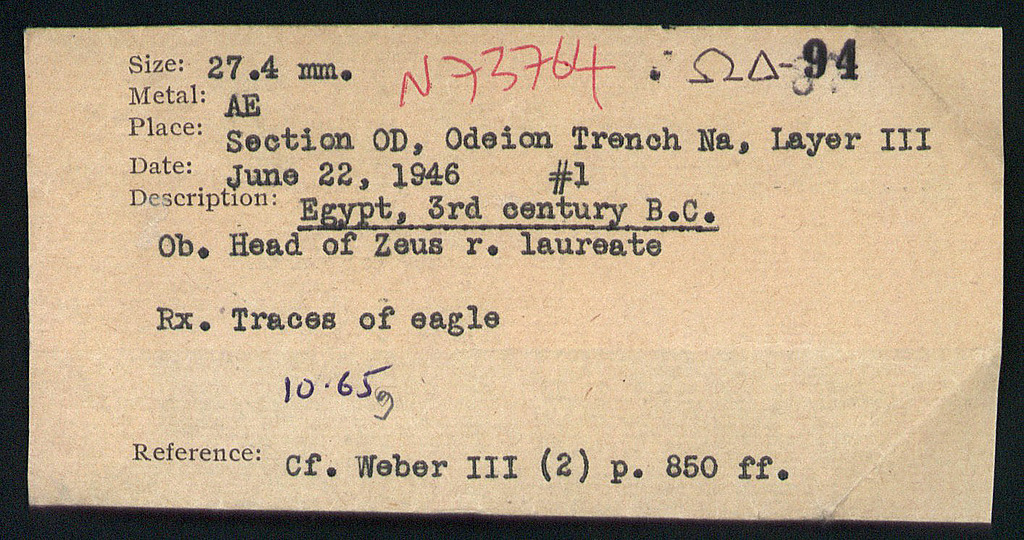 Size: 27.4 mm. N73764 ΩΔ-94
Metal: AE
Place: Section OD, Odeion Trench Na, Layer III
Date: June 22, 1946 #1
Description: Egypt, 3rd century B.C.
Ob. Head of Zeus r. laureate
Rx. Traces of eagle
10.65g
Reference: Cf. Weber III (2) p. 850 ff.